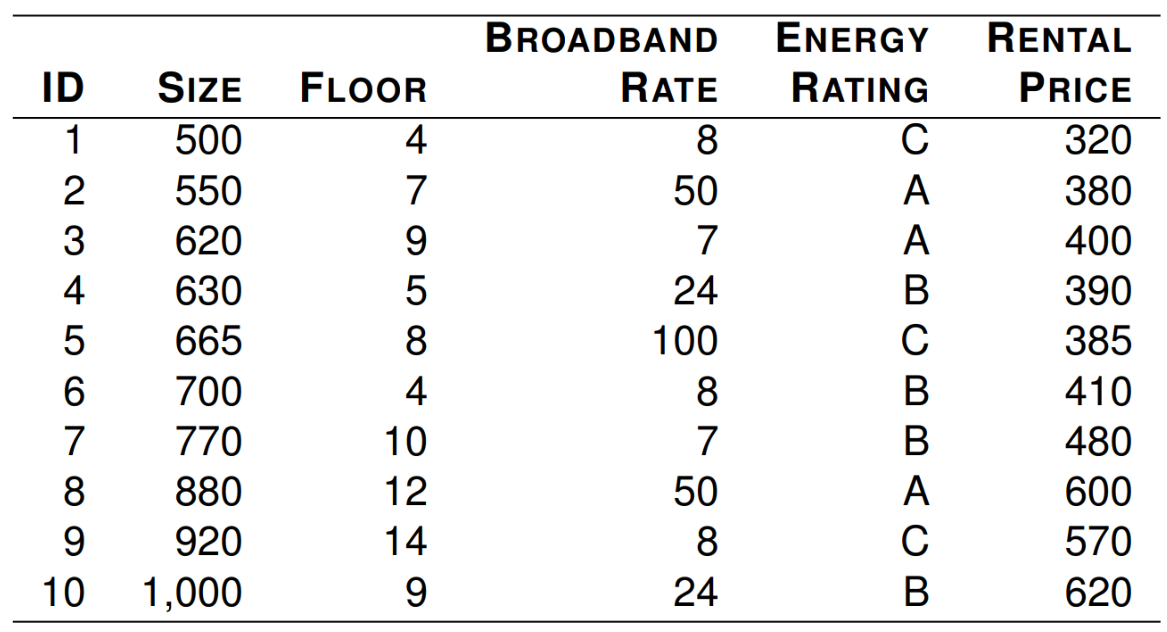 BROADBAND ENERGY RENTAL
ID SIZE FLOOR RATE RATING PRICE
1 500 4 8 C 320
2 550 7 50 A 380
3 620 9 7 A 400
4 630 5 24 B 390
5 665 8 100 C 385
6 700 4 8 B 410
7 770 10 7 B 480
8 880 12 50 A 600
9 920 14 8 C 570
10 1,000 9 24 B 620